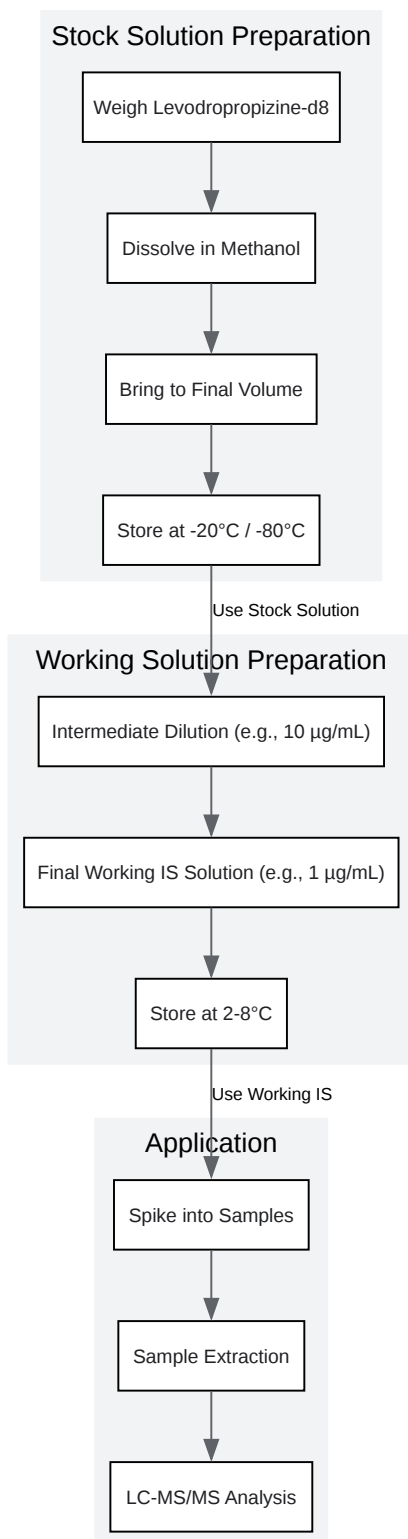 Stock Solution Preparation
Weigh Levodropropizine-d8
Dissolve in Methanol
Bring to Final Volume
Store at -20°C / -80°C
Use Stock Solution
Working Solution Preparation
Intermediate Dilution (e.g., 10 µg/mL)
Final Working IS Solution (e.g., 1 µg/mL)
Store at 2-8°C
Use Working IS
Application
Spike into Samples
Sample Extraction
LC-MS/MS Analysis